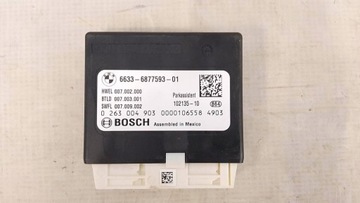 6633-6877593-01
HWEL 007.002.000
BTLD 007.003.001
SWFL 007.009.002
Parkassistent
102135-10
0 263 004 903 0000106558 4903
BOSCH Assembled in Mexico